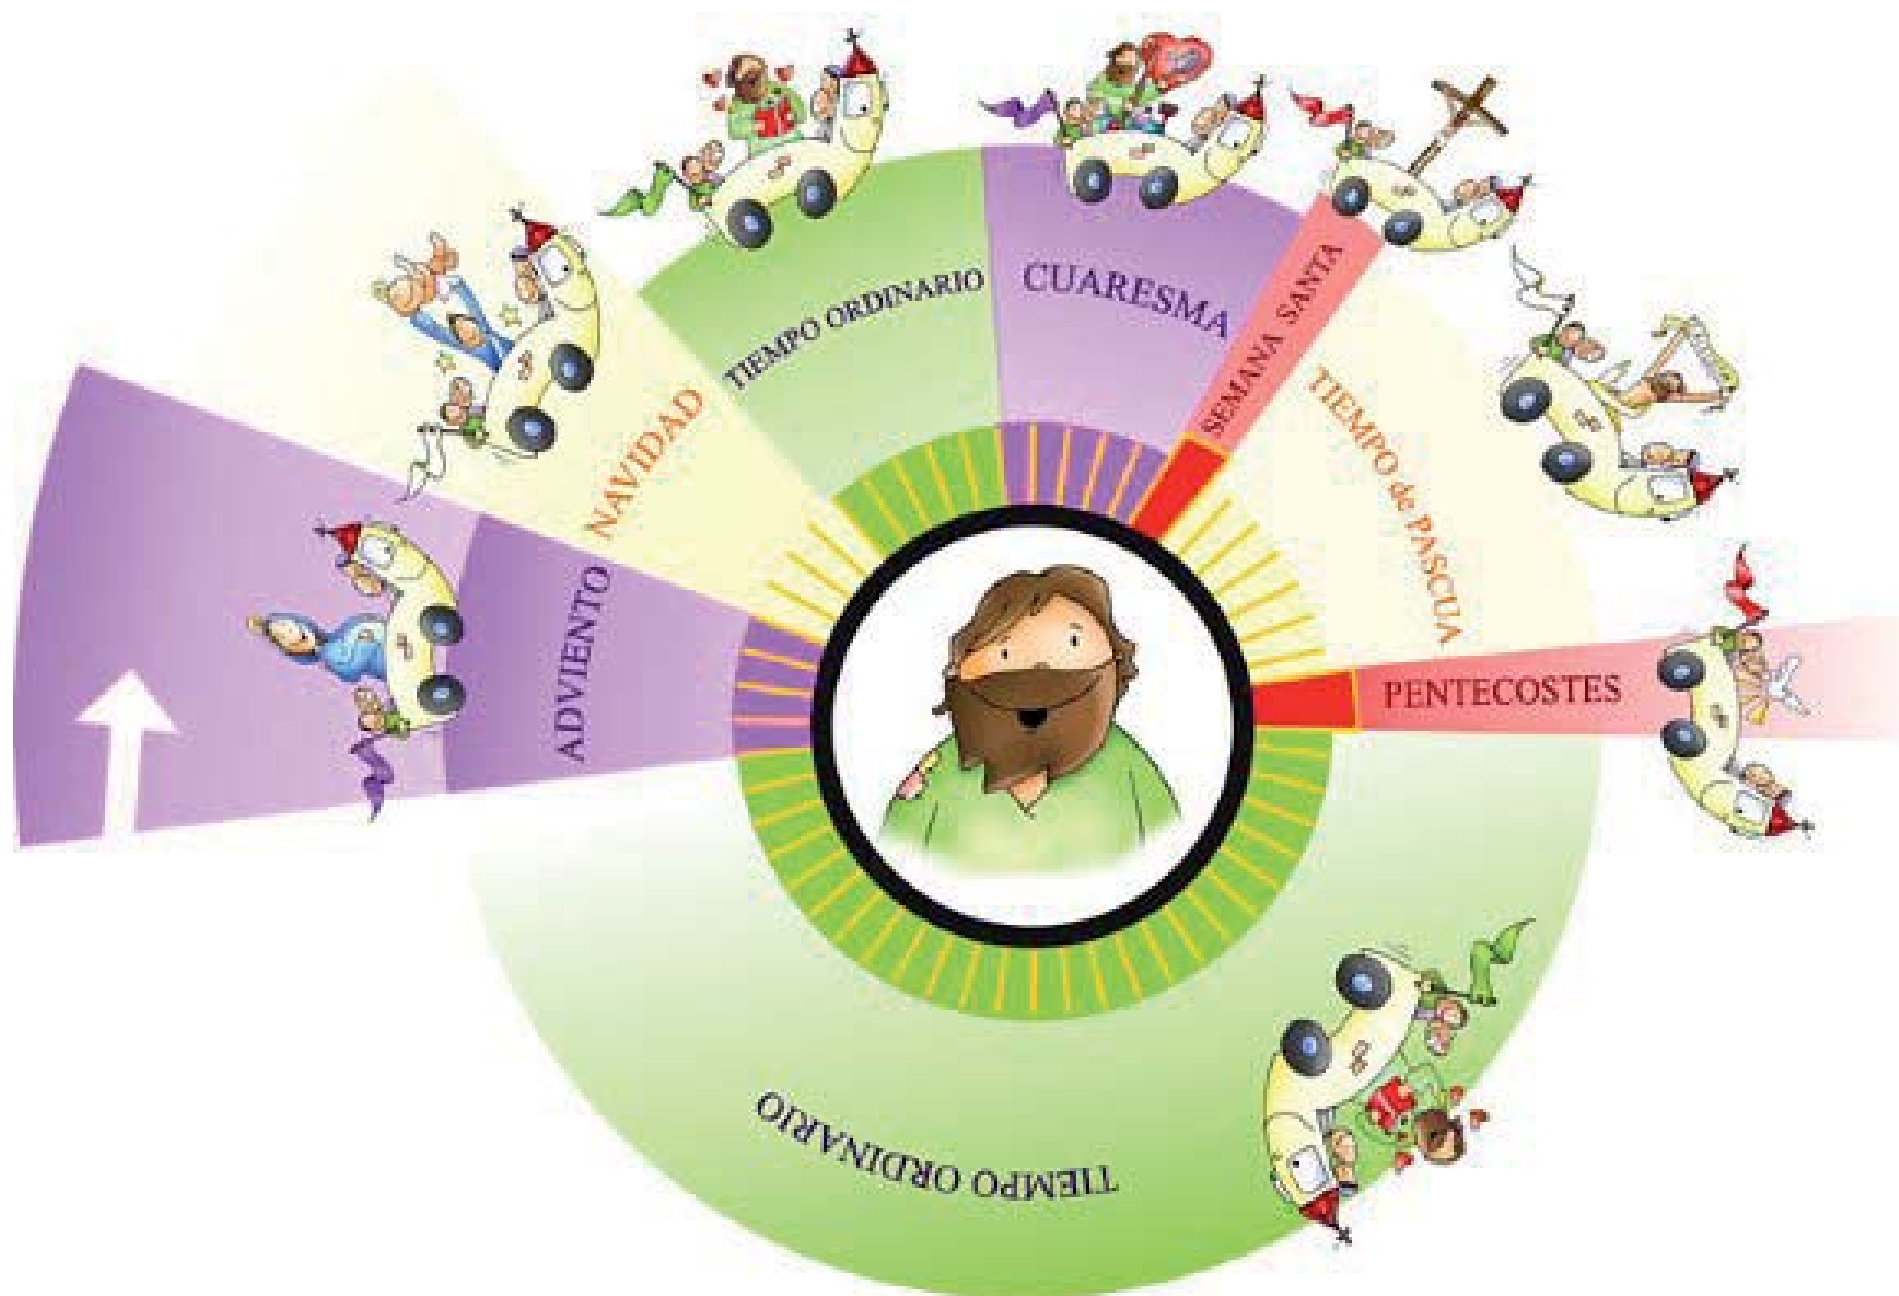 ADVIENTO
NAVIDAD
TIEMPO ORDINARIO
CUARESMA
SEMANA SANTA
TIEMPO de PASCUA
PENTECOSTES
TIEMPO ORDINARIO